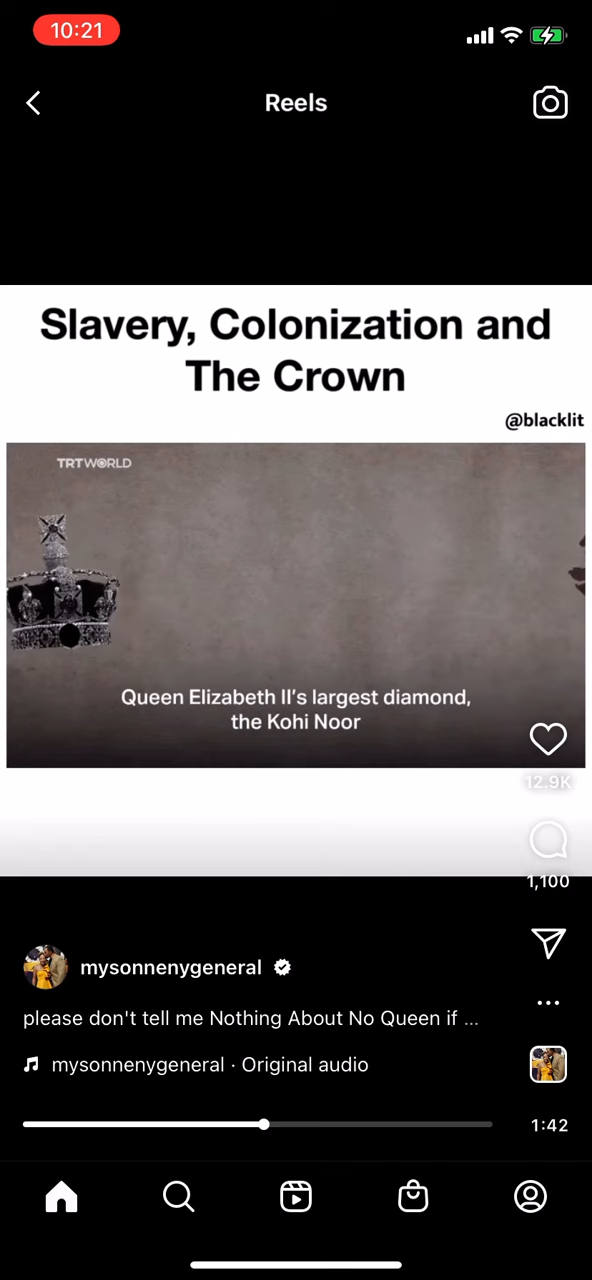 10:21
Reels
Slavery, Colonization and
The Crown
@blacklit
TRTWORLD
Queen Elizabeth II's largest diamond,
the Kohi Noor
12.9K
1,100
mysonnenygeneral
please don't tell me Nothing About No Queen if ...
mysonnenygeneral · Original audio
1:42